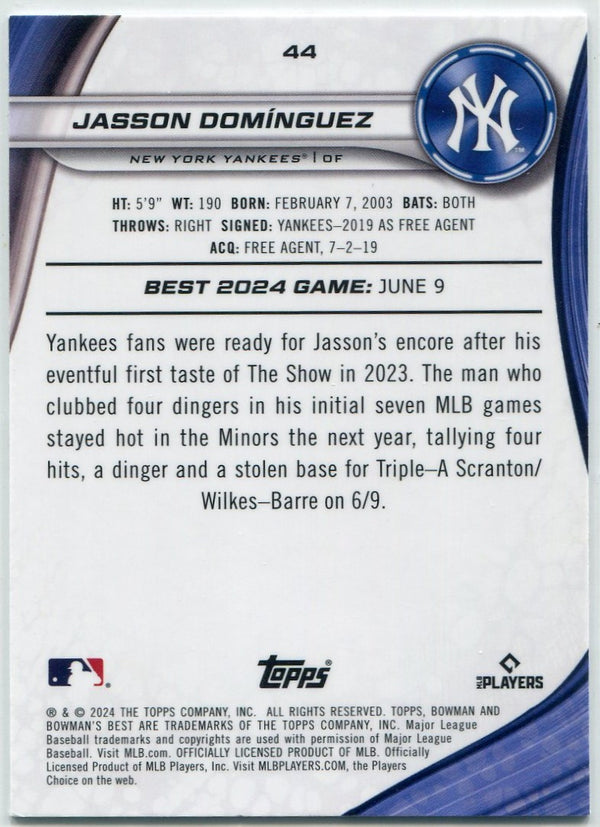 44
JASSON DOMÍNGUEZ
NY
™
NEW YORK YANKEES® | OF
HT: 5'9" WT: 190 BORN: FEBRUARY 7, 2003 BATS: BOTH
THROWS: RIGHT SIGNED: YANKEES–2019 AS FREE AGENT
ACQ: FREE AGENT, 7–2–19
BEST 2024 GAME: JUNE 9
Yankees fans were ready for Jasson's encore after his
eventful first taste of The Show in 2023. The man who
clubbed four dingers in his initial seven MLB games
stayed hot in the Minors the next year, tallying four
hits, a dinger and a stolen base for Triple–A Scranton/
Wilkes–Barre on 6/9.
®
topps®
MLB PLAYERS
® & © 2024 THE TOPPS COMPANY, INC. ALL RIGHTS RESERVED. TOPPS, BOWMAN AND
BOWMAN'S BEST ARE TRADEMARKS OF THE TOPPS COMPANY, INC. Major League
Baseball trademarks and copyrights are used with permission of Major League
Baseball. Visit MLB.com. OFFICIALLY LICENSED PRODUCT OF MLB. Officially
Licensed Product of MLB Players, Inc. Visit MLBPLAYERS.COM, the Players
Choice on the web.